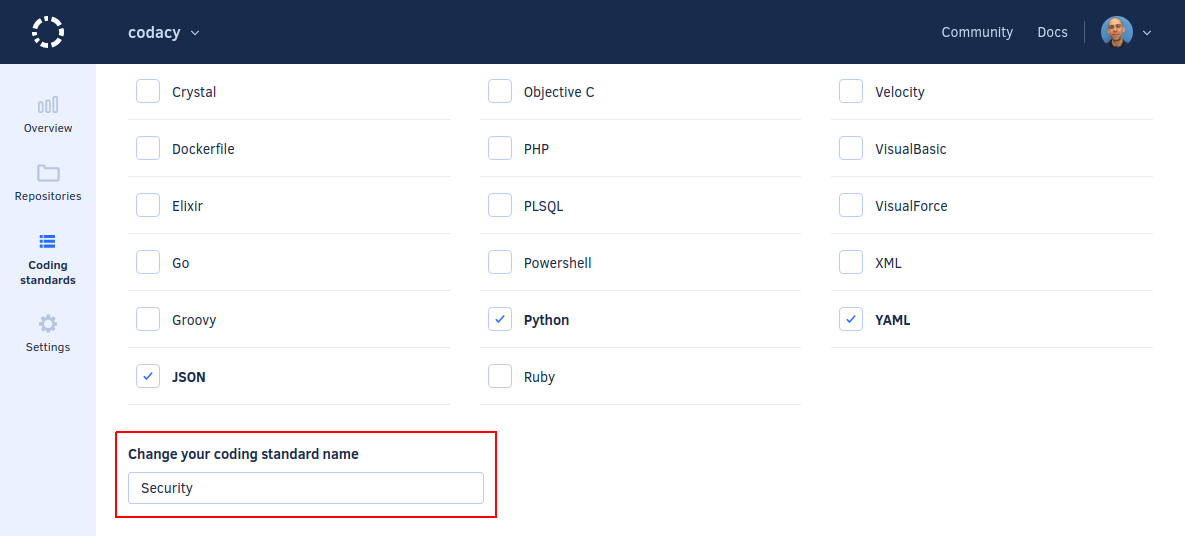 codacy
Community
Docs
Overview
Repositories
Coding
standards
Settings
Crystal
Objective C
Velocity
Dockerfile
PHP
VisualBasic
Elixir
PLSQL
VisualForce
Go
Powershell
XML
Groovy
Python
YAML
JSON
Ruby
Change your coding standard name
Security